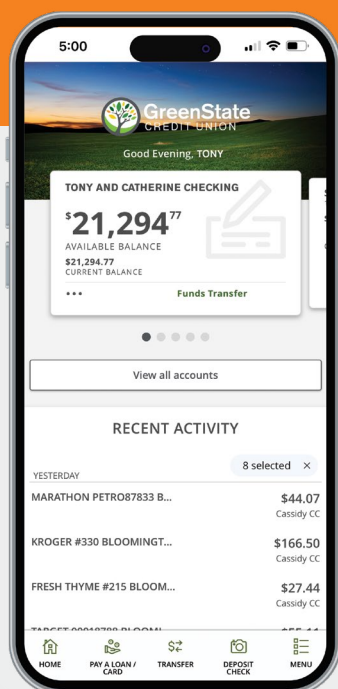 5:00
GreenState
CREDIT UNION
Good Evening, TONY
TONY AND CATHERINE CHECKING
$21,294 77
AVAILABLE BALANCE
$21,294.77
CURRENT BALANCE
...
Funds Transfer
View all accounts
RECENT ACTIVITY
8 selected ×
YESTERDAY
MARATHON PETRO87833 B...
$44.07
Cassidy CC
KROGER #330 BLOOMINGT...
$166.50
Cassidy CC
FRESH THYME #215 BLOOM...
$27.44
Cassidy CC
HOME
PAY A LOAN /
CARD
TRANSFER
DEPOSIT
CHECK
MENU